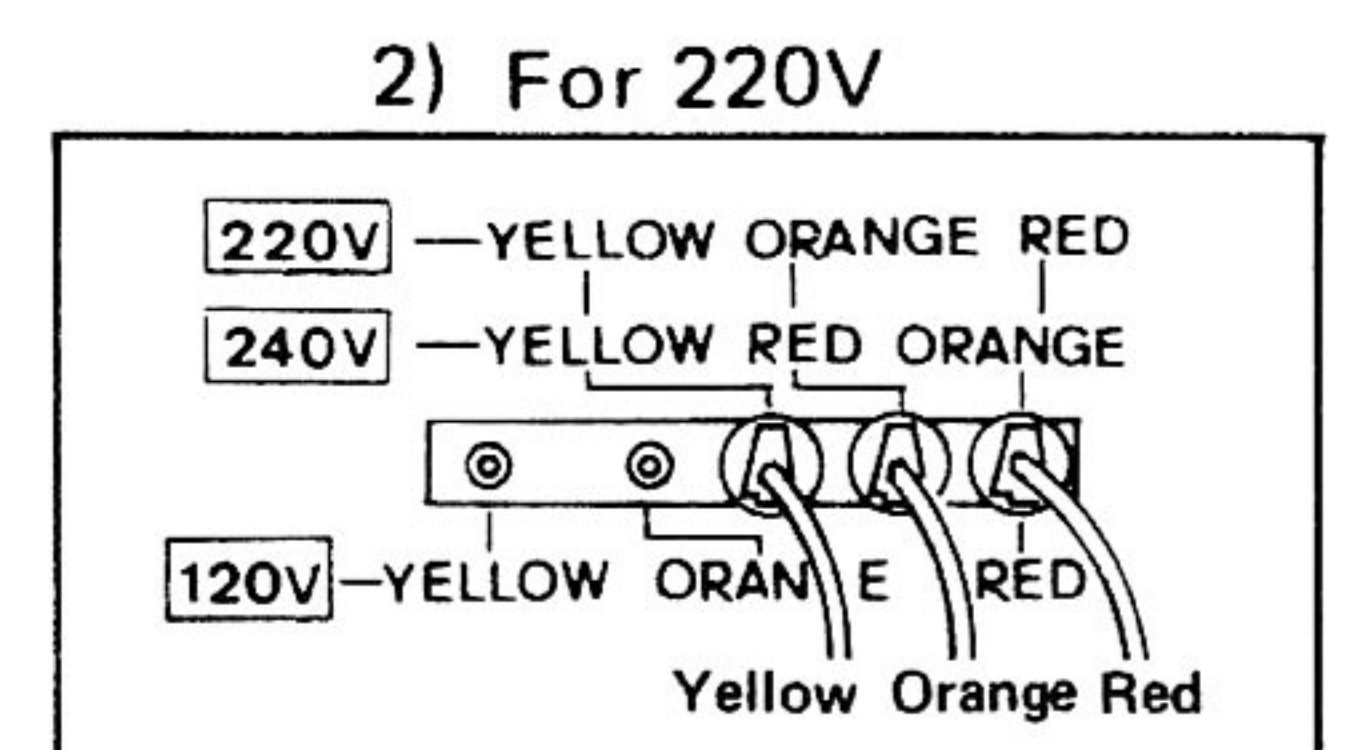 2) For 220V
220V —YELLOW ORANGE RED
240V —YELLOW RED ORANGE
120V —YELLOW ORAN E RED
Yellow Orange Red